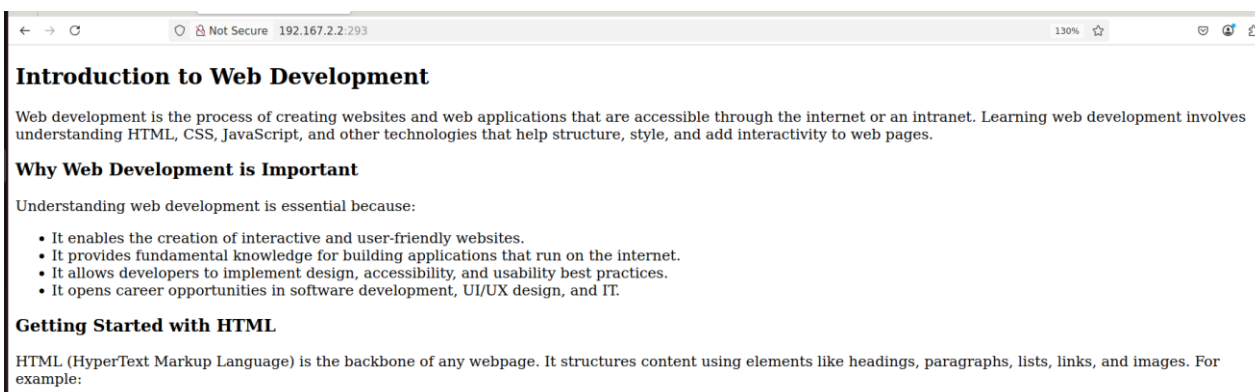 Not Secure 192.167.2.2:293 130%
Introduction to Web Development
Web development is the process of creating websites and web applications that are accessible through the internet or an intranet. Learning web development involves
understanding HTML, CSS, JavaScript, and other technologies that help structure, style, and add interactivity to web pages.
Why Web Development is Important
Understanding web development is essential because:
• It enables the creation of interactive and user-friendly websites.
• It provides fundamental knowledge for building applications that run on the internet.
• It allows developers to implement design, accessibility, and usability best practices.
• It opens career opportunities in software development, UI/UX design, and IT.
Getting Started with HTML
HTML (HyperText Markup Language) is the backbone of any webpage. It structures content using elements like headings, paragraphs, lists, links, and images. For
example: